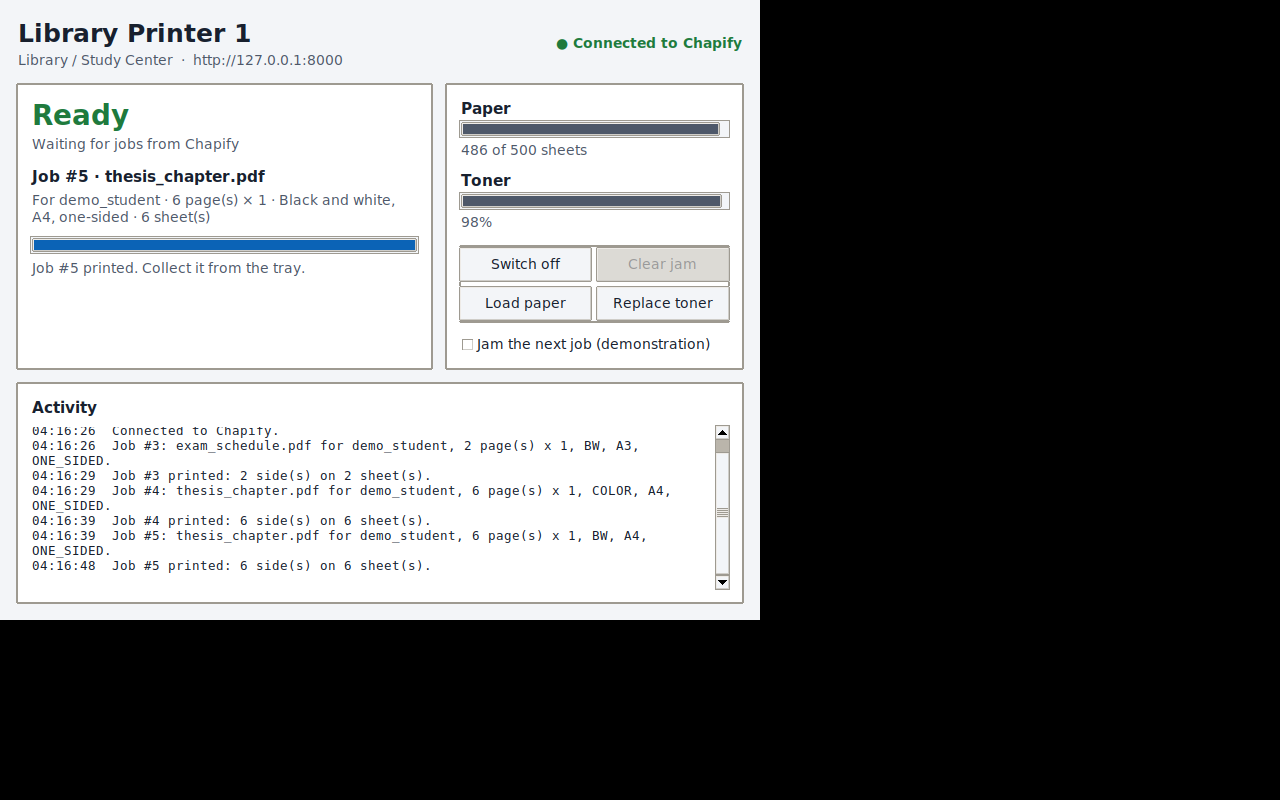 Library Printer 1
Library / Study Center · http://127.0.0.1:8000
● Connected to Chapify
Ready
Waiting for jobs from Chapify
Job #5 · thesis_chapter.pdf
For demo_student · 6 page(s) × 1 · Black and white,
A4, one-sided · 6 sheet(s)
Job #5 printed. Collect it from the tray.
Paper
486 of 500 sheets
Toner
98%
Switch off
Clear jam
Load paper
Replace toner
Jam the next job (demonstration)
Activity
04:16:26  Connected to Chapify.
04:16:26  Job #3: exam_schedule.pdf for demo_student, 2 page(s) x 1, BW, A3,
ONE_SIDED.
04:16:29  Job #3 printed: 2 side(s) on 2 sheet(s).
04:16:29  Job #4: thesis_chapter.pdf for demo_student, 6 page(s) x 1, COLOR, A4,
ONE_SIDED.
04:16:39  Job #4 printed: 6 side(s) on 6 sheet(s).
04:16:39  Job #5: thesis_chapter.pdf for demo_student, 6 page(s) x 1, BW, A4,
ONE_SIDED.
04:16:48  Job #5 printed: 6 side(s) on 6 sheet(s).